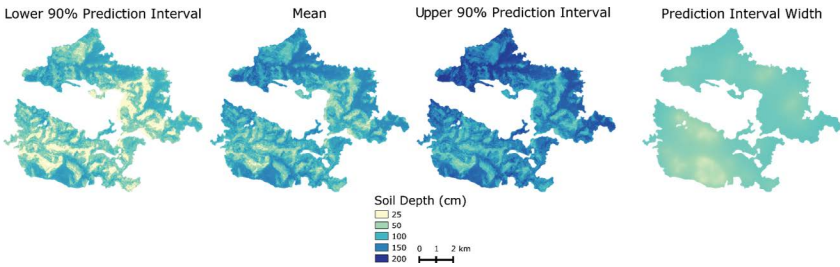 Lower 90% Prediction Interval
Mean
Upper 90% Prediction Interval
Prediction Interval Width
Soil Depth (cm)
25
50
100
150
200
0 1 2 km